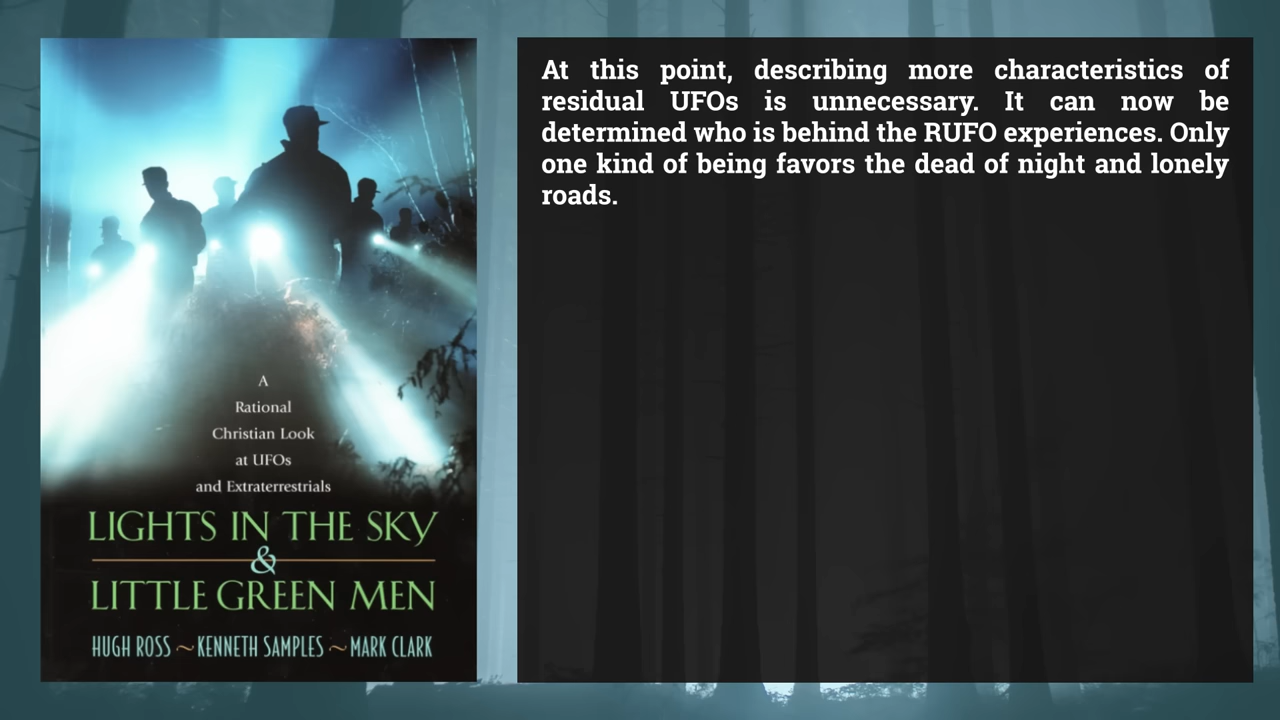 A
Rational
Christian Look
at UFOs
and Extraterrestrials
LIGHTS IN THE SKY
&
LITTLE GREEN MEN
HUGH ROSS ~ KENNETH SAMPLES ~ MARK CLARK
At this point, describing more characteristics of
residual UFOs is unnecessary. It can now be
determined who is behind the RUFO experiences. Only
one kind of being favors the dead of night and lonely
roads.